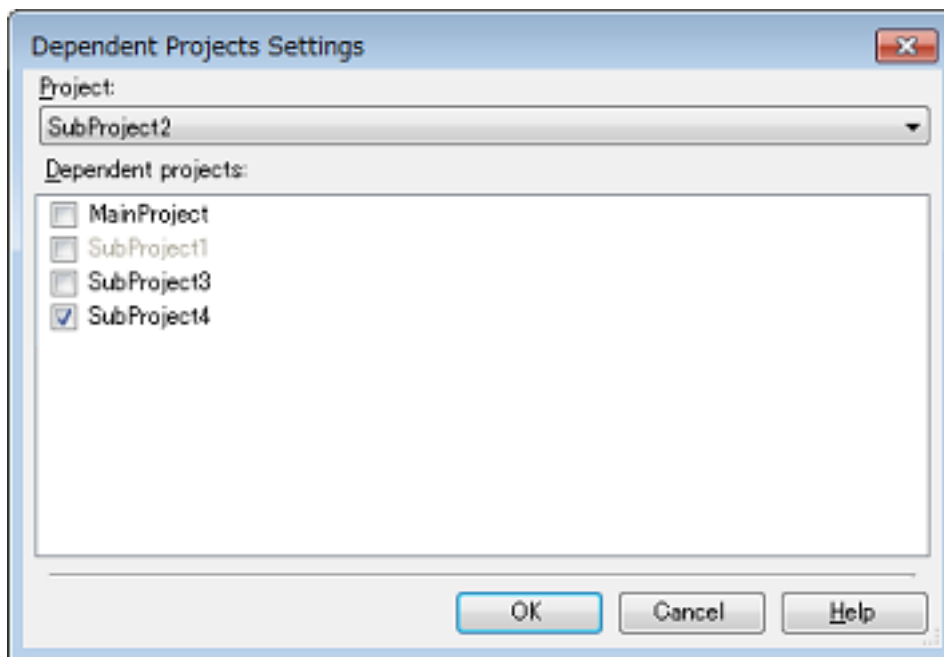 Dependent Projects Settings
Project:
SubProject2
Dependent projects:
MainProject
SubProject1
SubProject3
SubProject4
OK Cancel Help